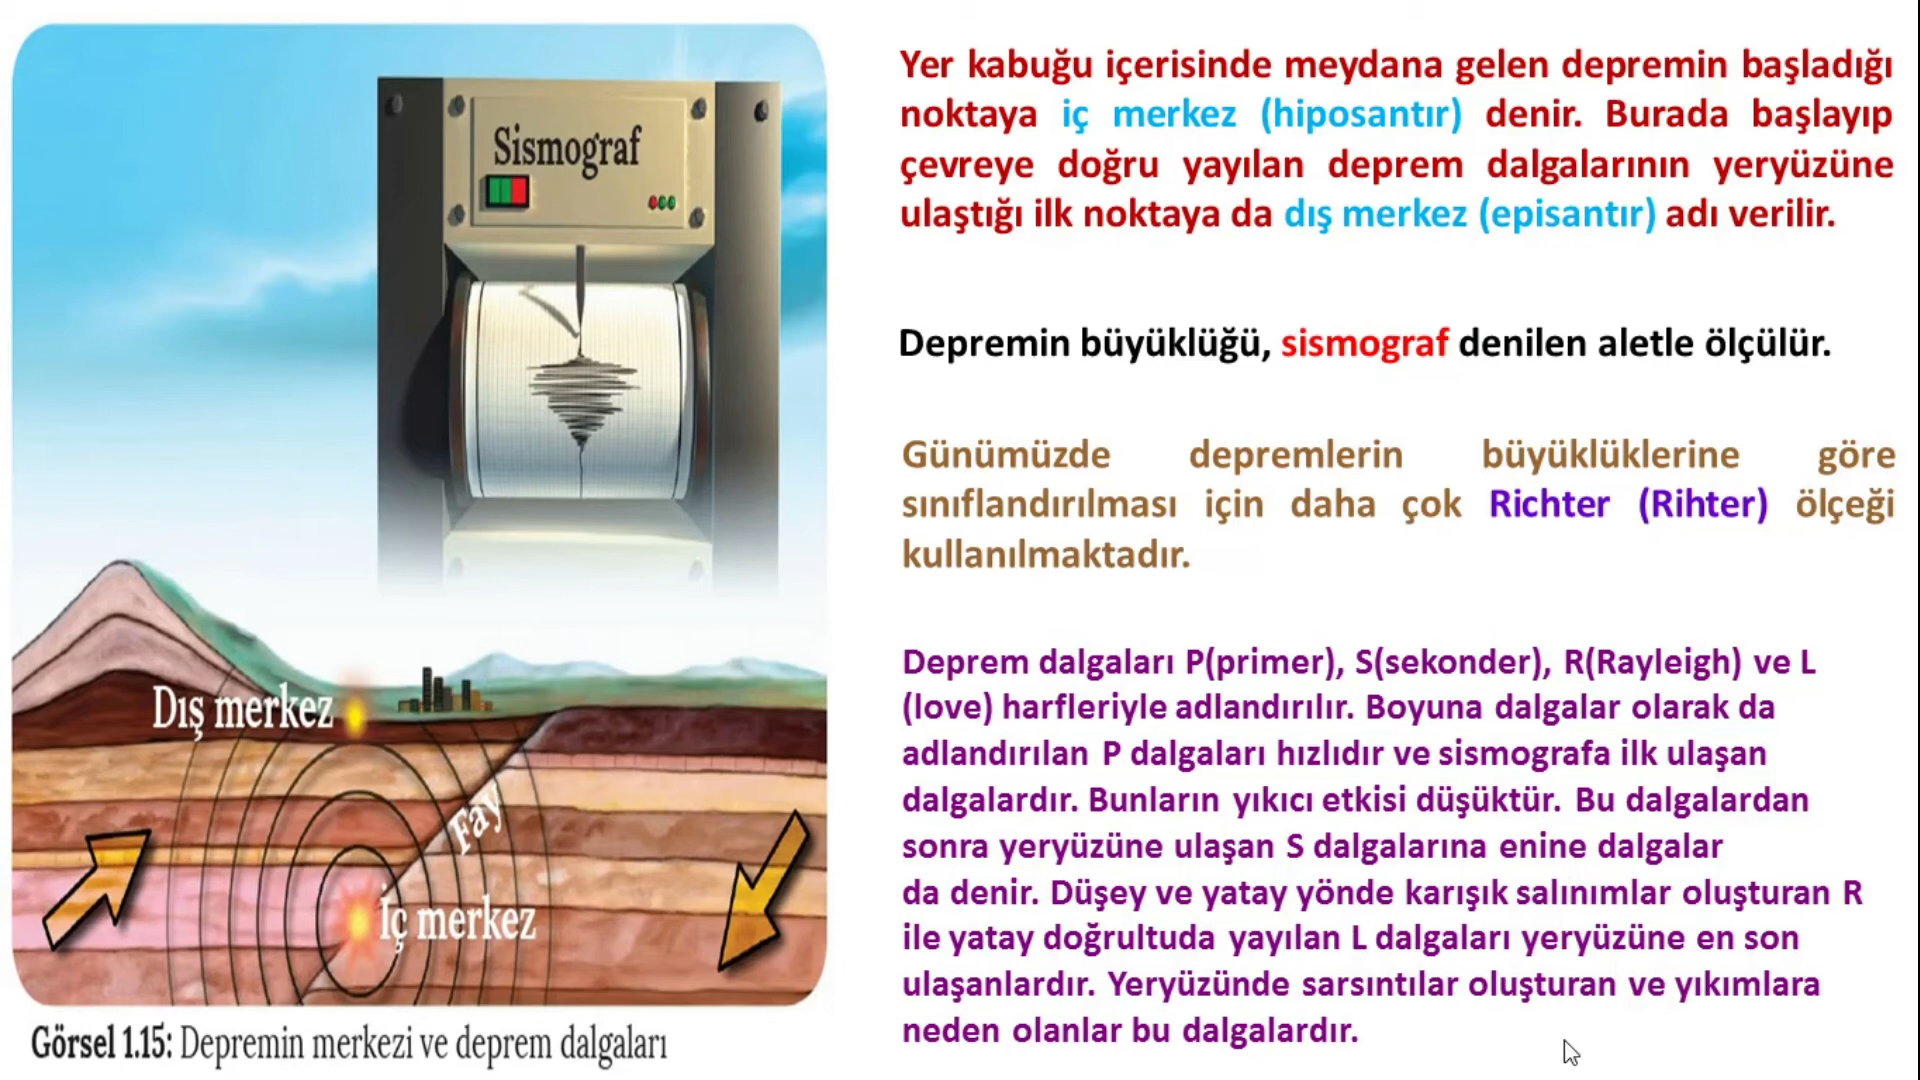 Sismograf
Dış merkez
Fay
İç merkez
Görsel 1.15: Depremin merkezi ve deprem dalgaları
Yer kabuğu içerisinde meydana gelen depremin başladığı
noktaya iç merkez (hiposantır) denir. Burada başlayıp
çevreye doğru yayılan deprem dalgalarının yeryüzüne
ulaştığı ilk noktaya da dış merkez (episantır) adı verilir.
Depremin büyüklüğü, sismograf denilen aletle ölçülür.
Günümüzde depremlerin büyüklüklerine göre
sınıflandırılması için daha çok Richter (Rihter) ölçeği
kullanılmaktadır.
Deprem dalgaları P(primer), S(sekonder), R(Rayleigh) ve L
(love) harfleriyle adlandırılır. Boyuna dalgalar olarak da
adlandırılan P dalgaları hızlıdır ve sismografa ilk ulaşan
dalgalardır. Bunların yıkıcı etkisi düşüktür. Bu dalgalardan
sonra yeryüzüne ulaşan S dalgalarına enine dalgalar
da denir. Düşey ve yatay yönde karışık salınımlar oluşturan R
ile yatay doğrultuda yayılan L dalgaları yeryüzüne en son
ulaşanlardır. Yeryüzünde sarsıntılar oluşturan ve yıkımlara
neden olanlar bu dalgalardır.